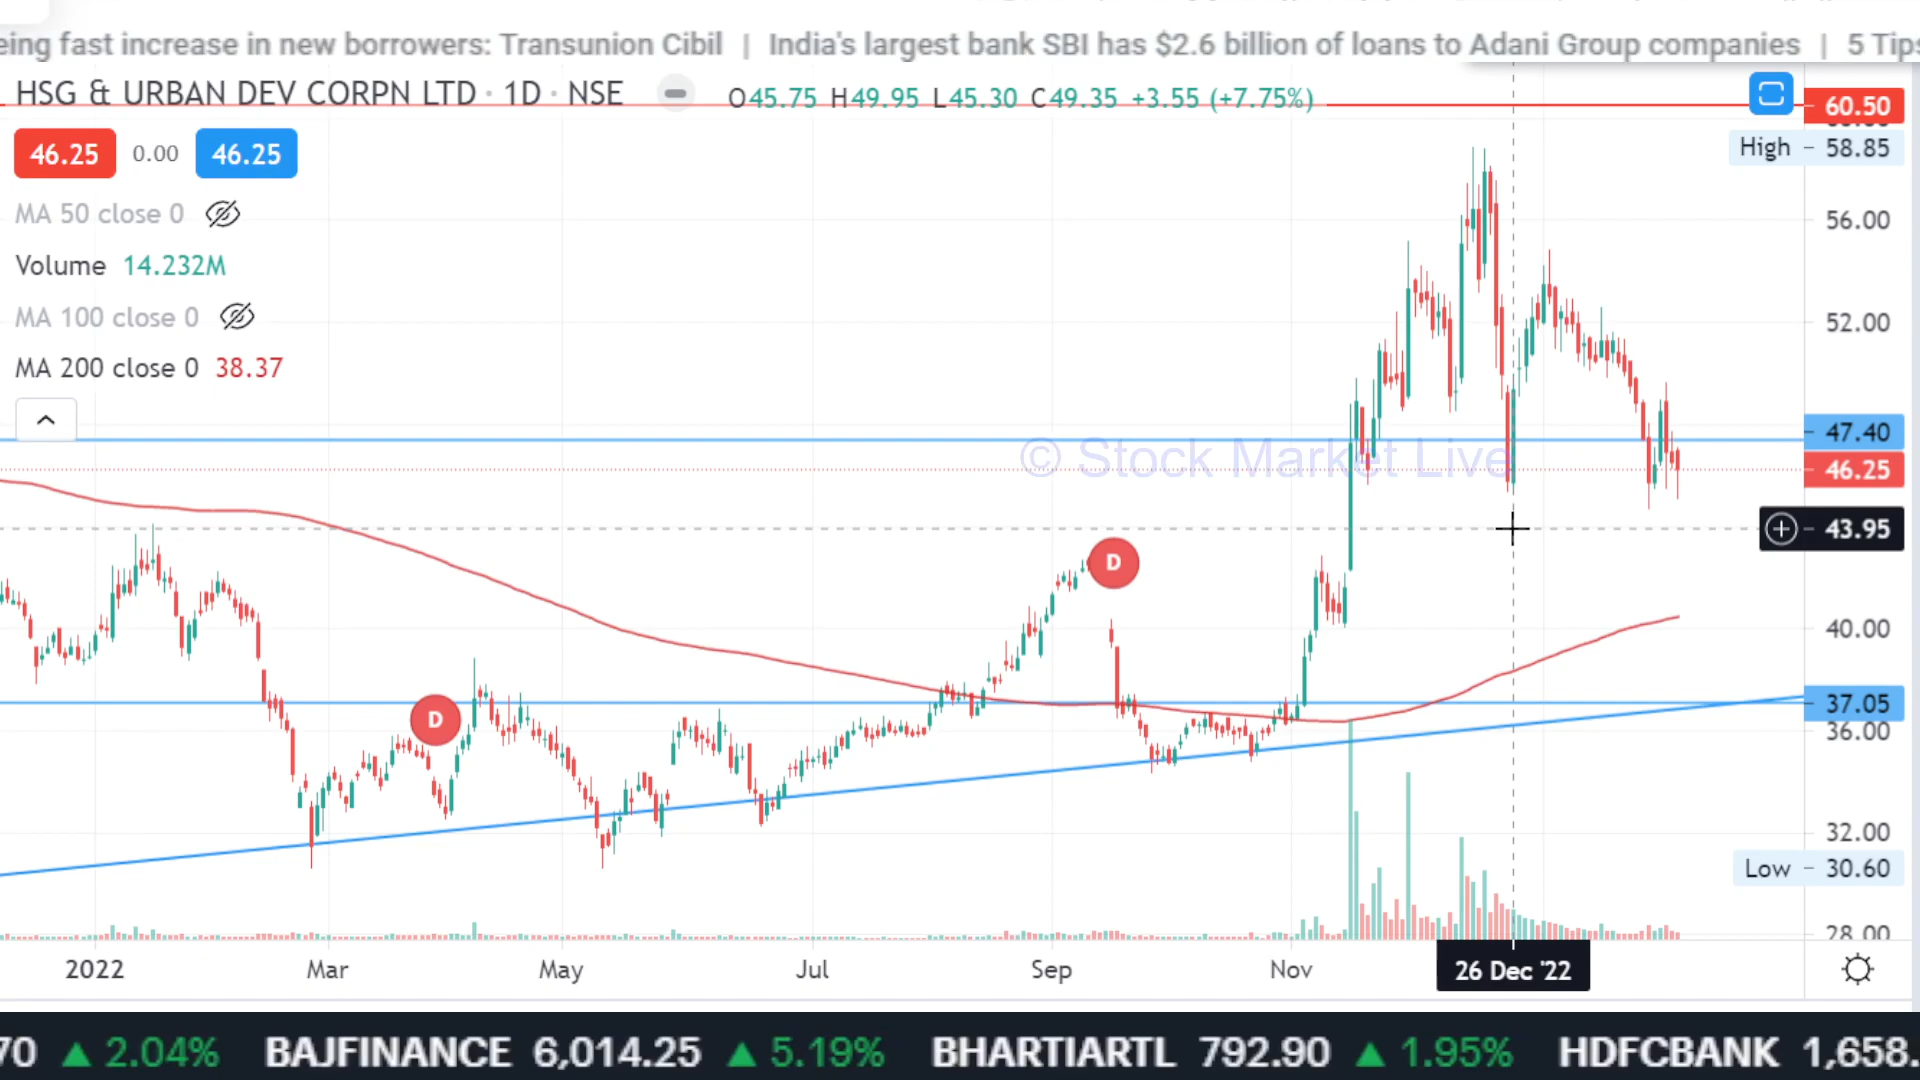 eing fast increase in new borrowers: Transunion Cibil | India's largest bank SBI has $2.6 billion of loans to Adani Group companies | 5 Tips
HSG & URBAN DEV CORPN LTD · 1D · NSE O45.75 H49.95 L45.30 C49.35 +3.55 (+7.75%)
60.50
46.25 0.00 46.25
High 58.85
MA 50 close 0
56.00
Volume 14.232M
MA 100 close 0
52.00
MA 200 close 0 38.37
47.40
© Stock Market Live
46.25
43.95
D
40.00
D
37.05
36.00
32.00
Low 30.60
28.00
2022 Mar May Jul Sep Nov 26 Dec '22
70 ▲ 2.04% BAJFINANCE 6,014.25 ▲ 5.19% BHARTIARTL 792.90 ▲ 1.95% HDFCBANK 1,658.